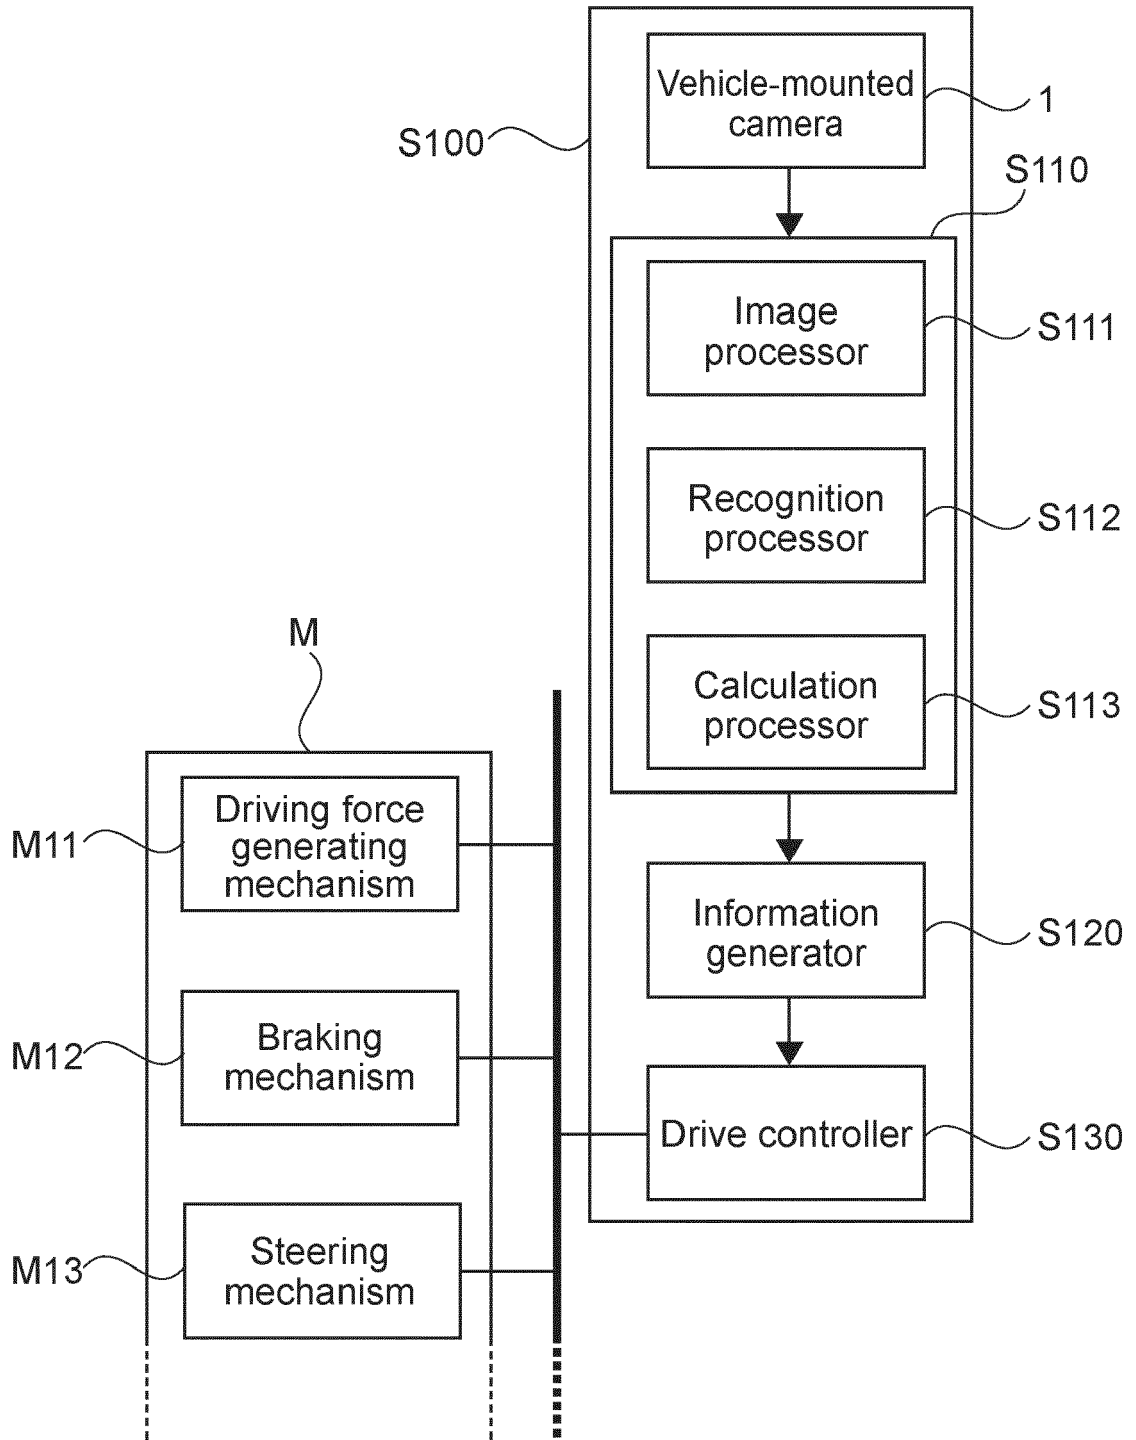 Vehicle-mounted
camera
1
S100
S110
Image
processor
S111
Recognition
processor
S112
M
Calculation
processor
S113
Driving force
generating
mechanism
M11
Information
generator
S120
Braking
mechanism
M12
Drive controller
S130
Steering
mechanism
M13